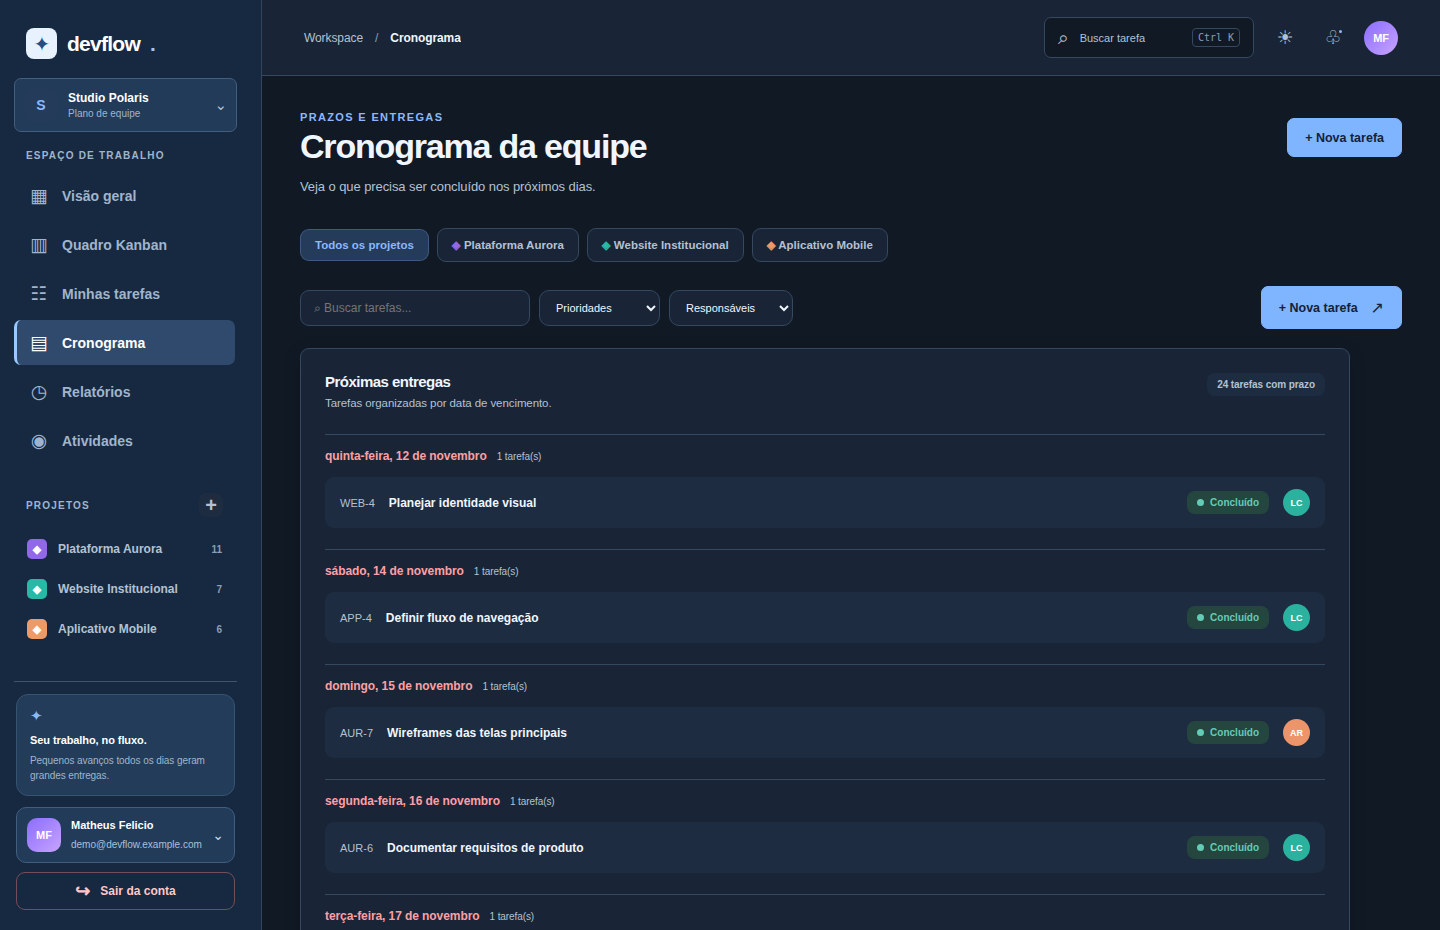 devflow.
S
Studio Polaris
Plano de equipe
ESPAÇO DE TRABALHO
Visão geral
Quadro Kanban
Minhas tarefas
Cronograma
Relatórios
Atividades
PROJETOS +
Plataforma Aurora 11
Website Institucional 7
Aplicativo Mobile 6
Seu trabalho, no fluxo.
Pequenos avanços todos os dias geram
grandes entregas.
MF
Matheus Felicio
demo@devflow.example.com
Sair da conta
Workspace / Cronograma
Buscar tarefa Ctrl K
MF
PRAZOS E ENTREGAS
Cronograma da equipe
Veja o que precisa ser concluído nos próximos dias.
+ Nova tarefa
Todos os projetos
Plataforma Aurora
Website Institucional
Aplicativo Mobile
Buscar tarefas...
Prioridades
Responsáveis
+ Nova tarefa ↗
Próximas entregas
Tarefas organizadas por data de vencimento.
24 tarefas com prazo
quinta-feira, 12 de novembro 1 tarefa(s)
WEB-4 Planejar identidade visual Concluído LC
sábado, 14 de novembro 1 tarefa(s)
APP-4 Definir fluxo de navegação Concluído LC
domingo, 15 de novembro 1 tarefa(s)
AUR-7 Wireframes das telas principais Concluído AR
segunda-feira, 16 de novembro 1 tarefa(s)
AUR-6 Documentar requisitos de produto Concluído LC
terça-feira, 17 de novembro 1 tarefa(s)